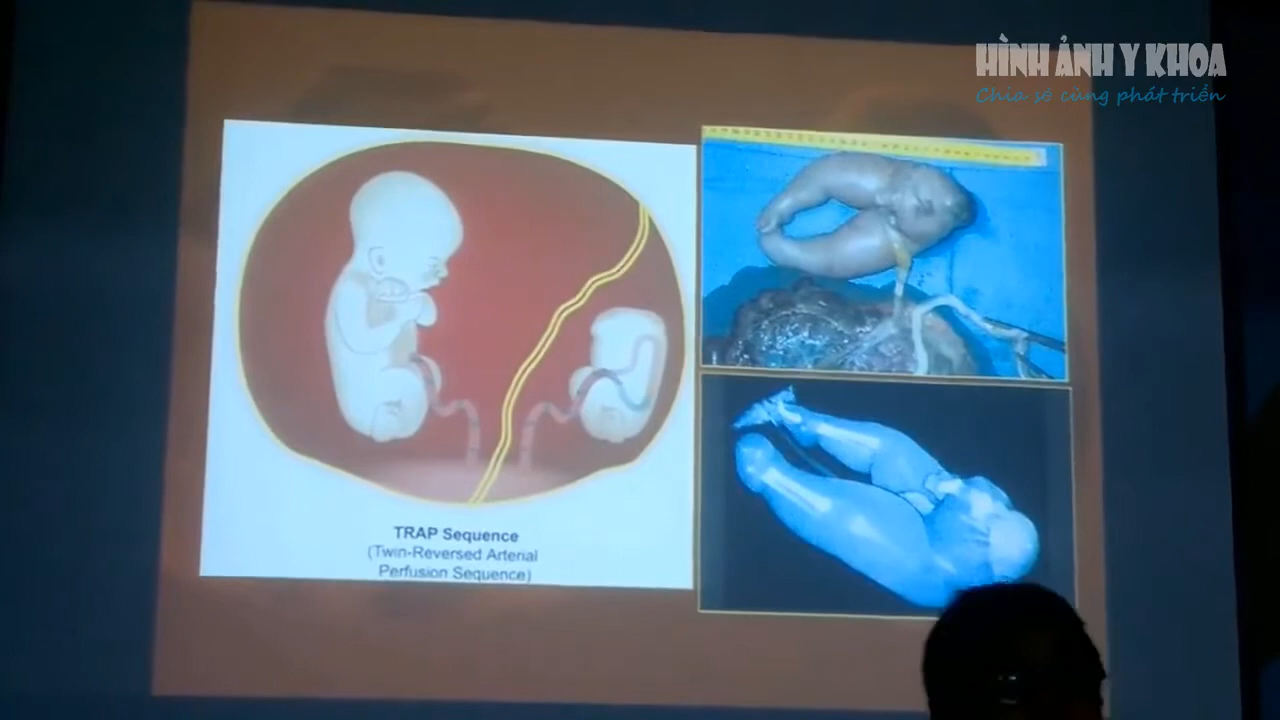 HÌNH ẢNH Y KHOA
Chia sẻ cùng phát triển
TRAP Sequence
(Twin-Reversed Arterial
Perfusion Sequence)